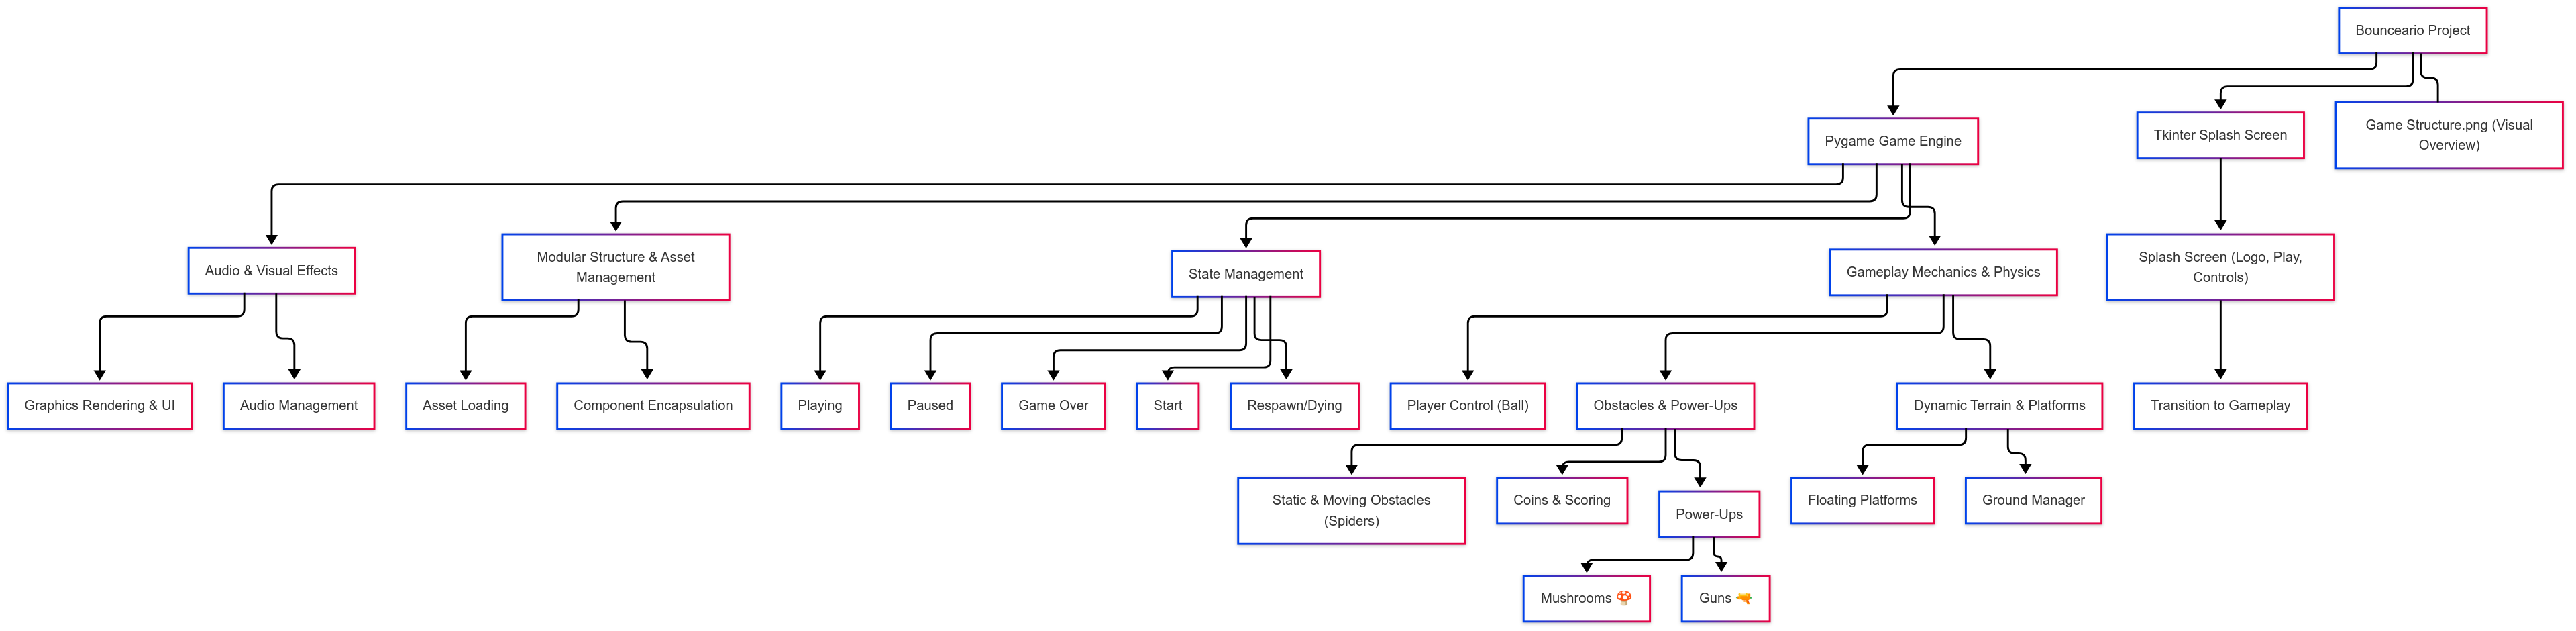 Bounceario Project
Pygame Game Engine
Tkinter Splash Screen
Game Structure.png (Visual
Overview)
Audio & Visual Effects
Modular Structure & Asset
Management
State Management
Gameplay Mechanics & Physics
Splash Screen (Logo, Play,
Controls)
Graphics Rendering & UI
Audio Management
Asset Loading
Component Encapsulation
Playing
Paused
Game Over
Start
Respawn/Dying
Player Control (Ball)
Obstacles & Power-Ups
Dynamic Terrain & Platforms
Transition to Gameplay
Static & Moving Obstacles
(Spiders)
Coins & Scoring
Power-Ups
Floating Platforms
Ground Manager
Mushrooms 🍄
Guns 🔫